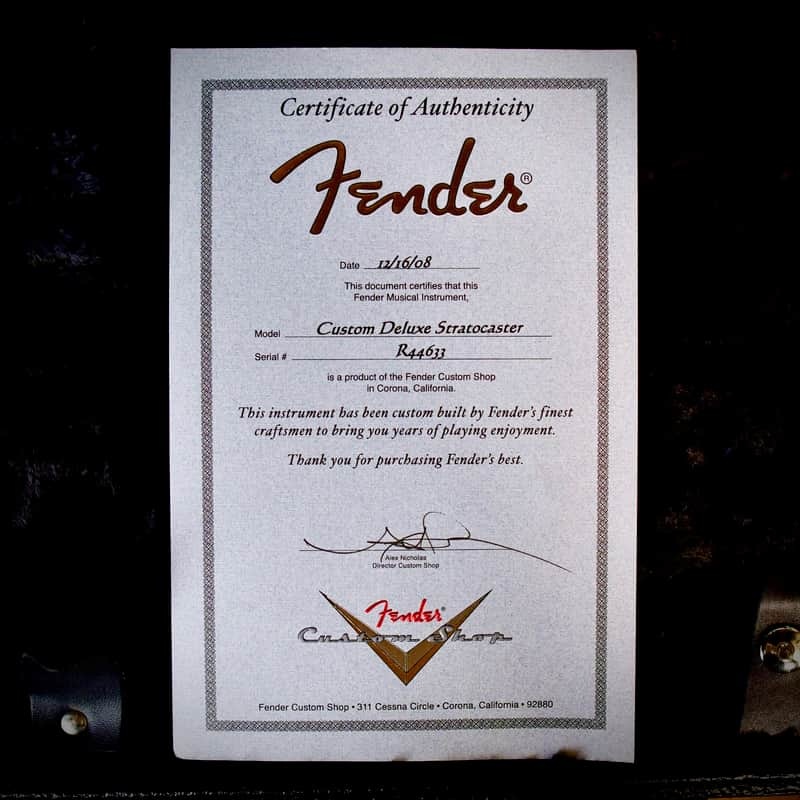 Certificate of Authenticity
Fender®
Date 12/16/08
This document certifies that this
Fender Musical Instrument,
Model Custom Deluxe Stratocaster
Serial # R44633
is a product of the Fender Custom Shop
in Corona, California.
This instrument has been custom built by Fender's finest
craftsmen to bring you years of playing enjoyment.
Thank you for purchasing Fender's best.
Alex Nicholas
Director Custom Shop
Fender®
Custom Shop
Fender Custom Shop • 311 Cessna Circle • Corona, California • 92880